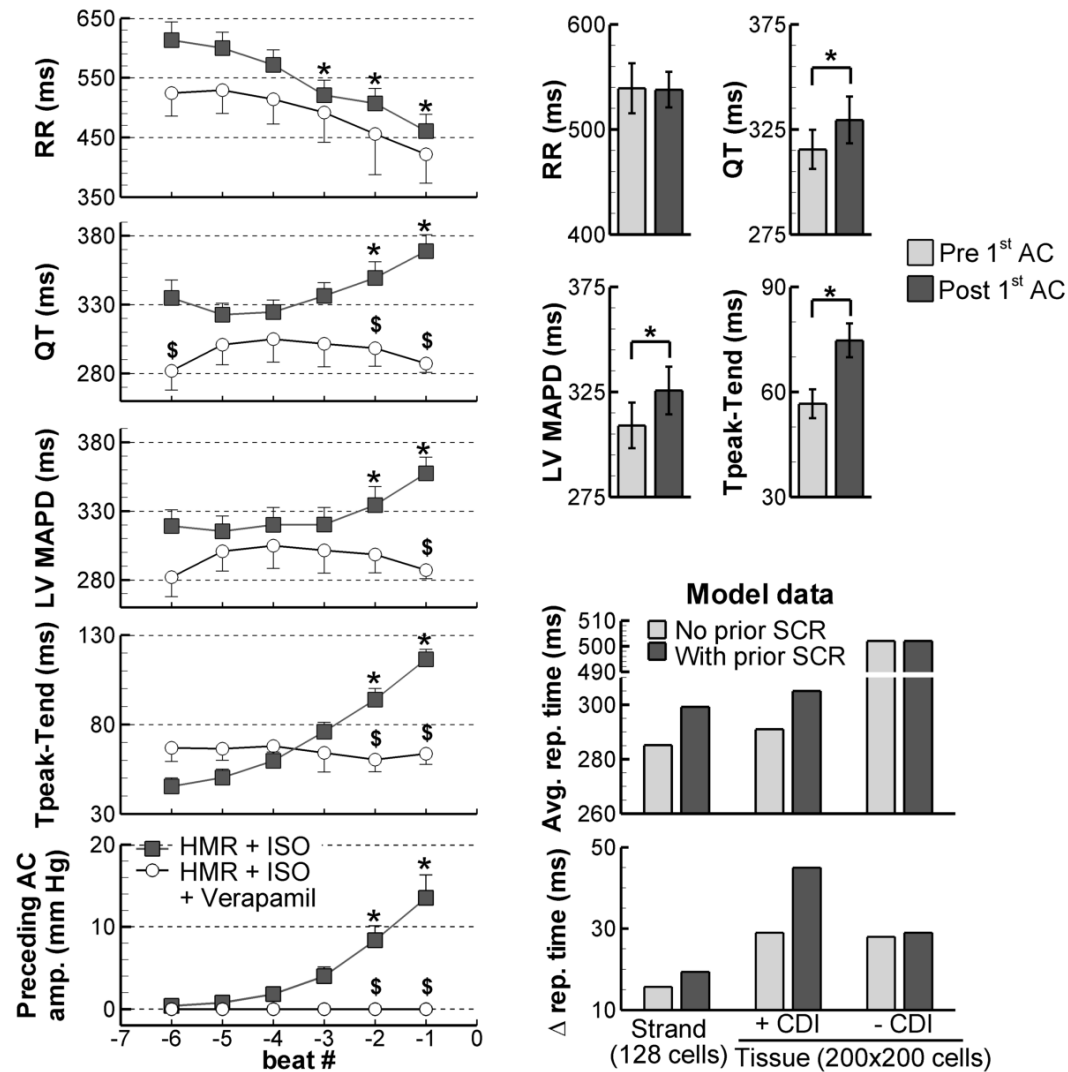 650
550
450
350
RR (ms)
*
*
*
380
330
280
QT (ms)
*
*
$
$
$
380
330
280
LV MAPD (ms)
*
*
$
130
80
30
Tpeak-Tend (ms)
*
*
$
$
20
10
0
Preceding AC
amp. (mm Hg)
HMR + ISO
HMR + ISO
+ Verapamil
*
*
$
$
-7 -6 -5 -4 -3 -2 -1 0
beat #
600
500
400
RR (ms)
375
325
275
QT (ms)
*
Pre 1st AC
Post 1st AC
375
325
275
LV MAPD (ms)
*
90
60
30
Tpeak-Tend (ms)
*
Model data
No prior SCR
With prior SCR
510
500
490
300
280
260
Avg. rep. time (ms)
50
30
10
Δ rep. time (ms)
Strand
(128 cells)
+ CDI - CDI
Tissue (200x200 cells)